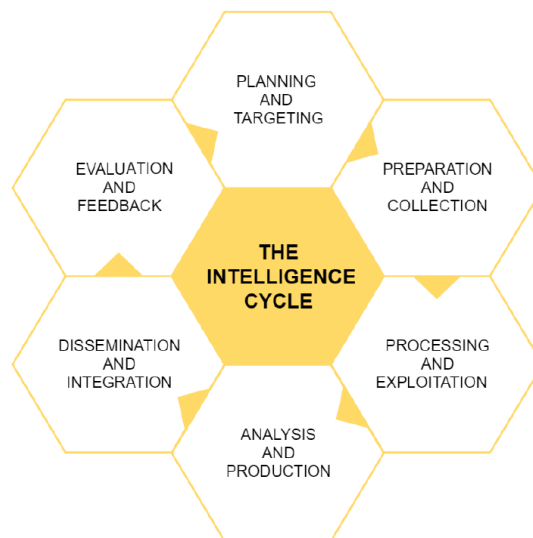 PLANNING
AND
TARGETING
PREPARATION
AND
COLLECTION
PROCESSING
AND
EXPLOITATION
ANALYSIS
AND
PRODUCTION
DISSEMINATION
AND
INTEGRATION
EVALUATION
AND
FEEDBACK
THE
INTELLIGENCE
CYCLE